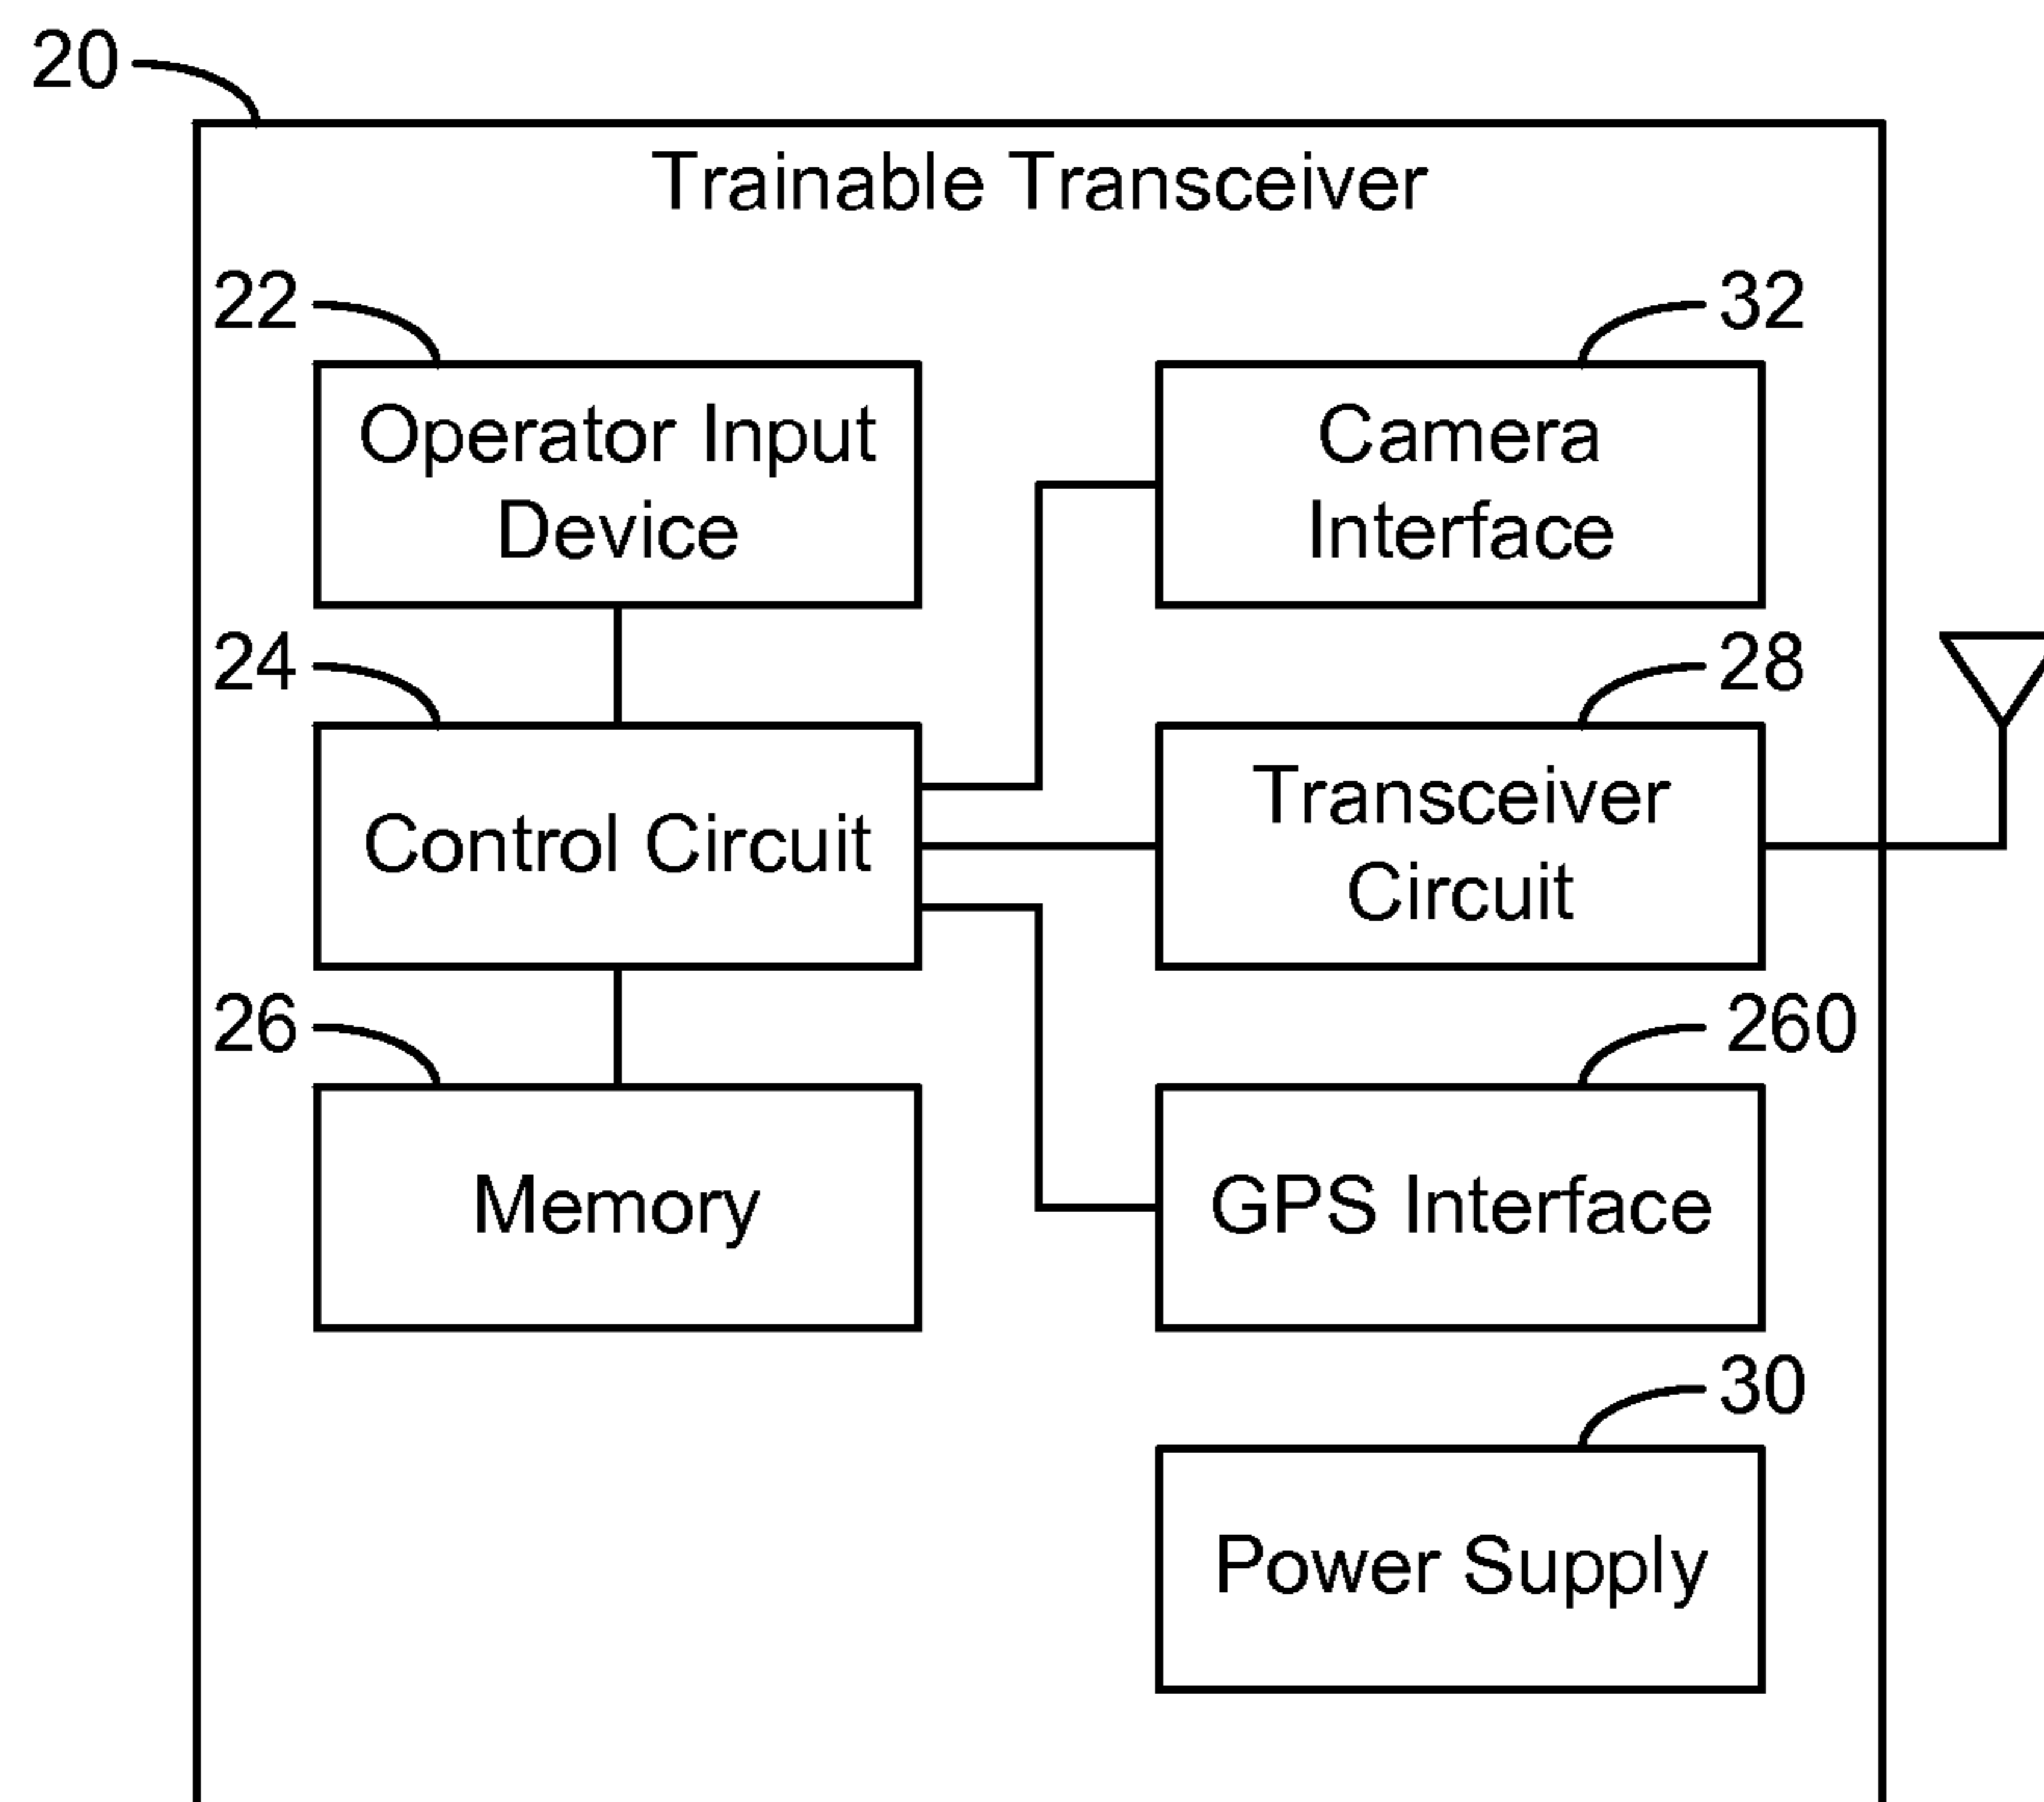 20
Trainable Transceiver
22
32
Operator Input
Device
Camera
Interface
24
28
Control Circuit
Transceiver
Circuit
26
260
Memory
GPS Interface
30
Power Supply